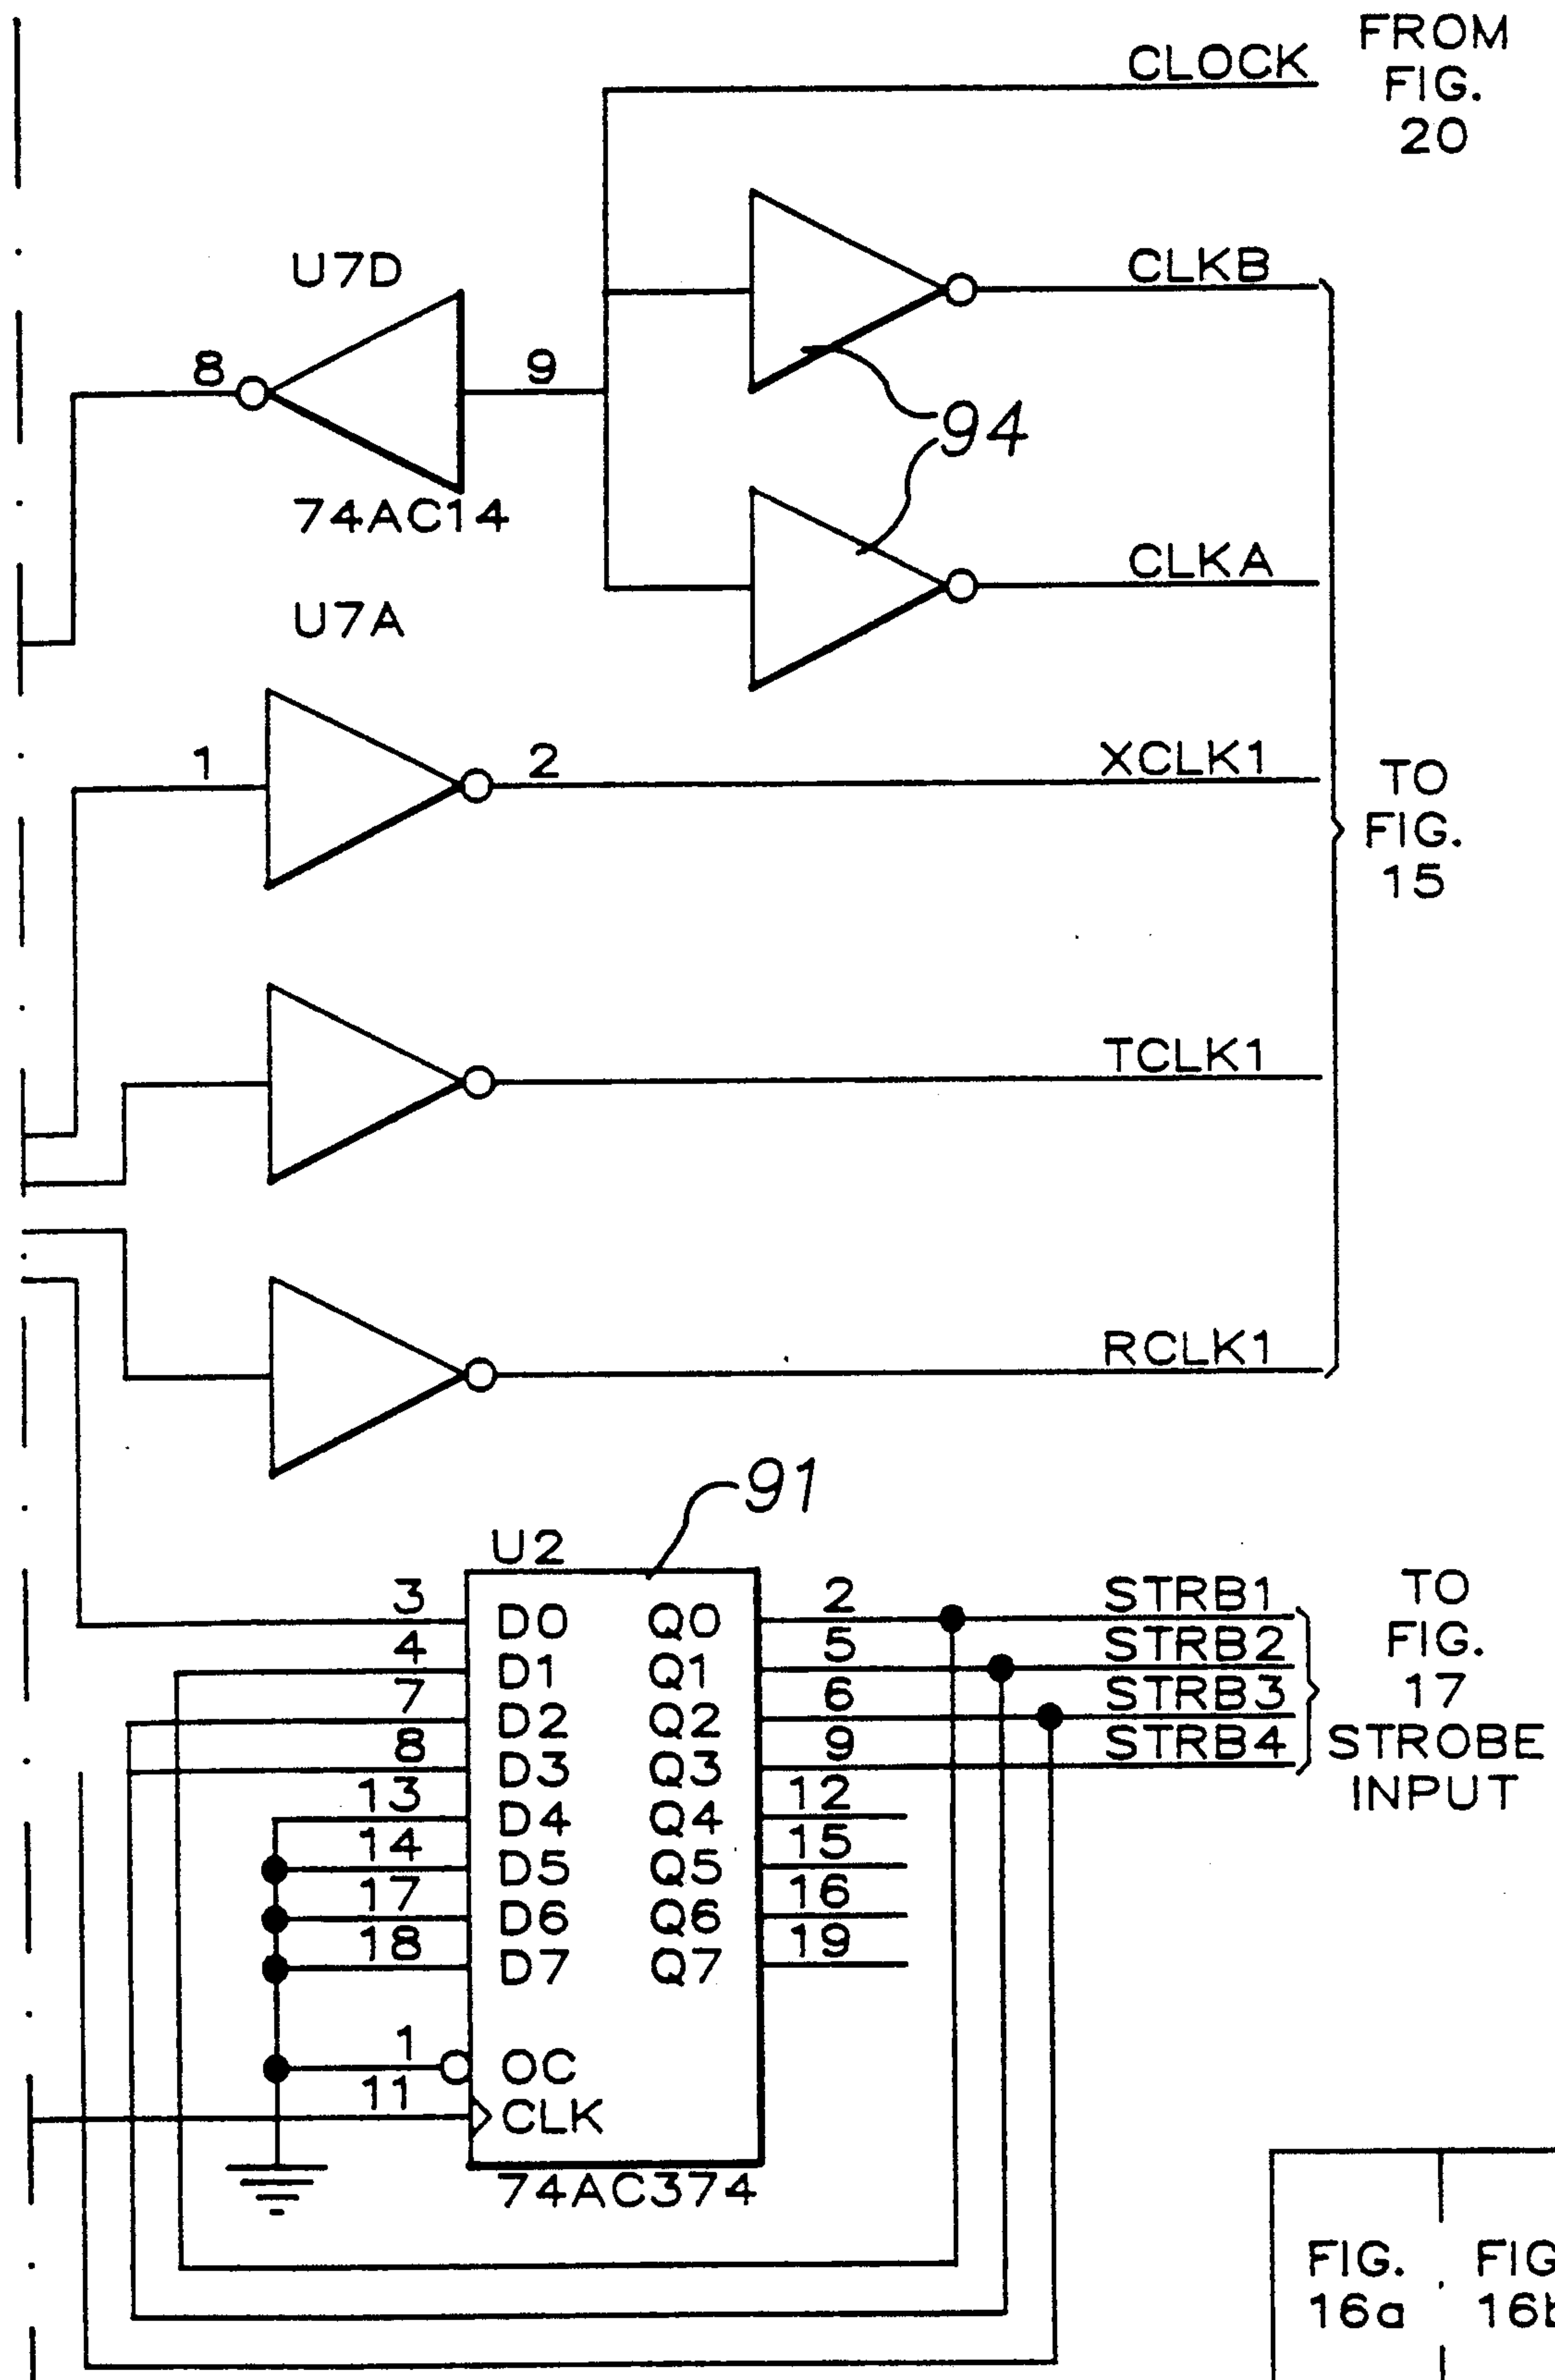 CLOCK
FROM
FIG.
20
U7D
CLKB
8
9
94
74AC14
CLKA
U7A
1
2
XCLK1
TO
FIG.
15
TCLK1
RCLK1
91
U2
3 D0 Q0 2 STRB1
4 D1 Q1 5 STRB2
7 D2 Q2 6 STRB3
8 D3 Q3 9 STRB4
13 D4 Q4 12
14 D5 Q5 15
17 D6 Q6 16
18 D7 Q7 19
1 OC
11 CLK
74AC374
TO
FIG.
17
STROBE
INPUT
FIG.
16a
FIG
16b